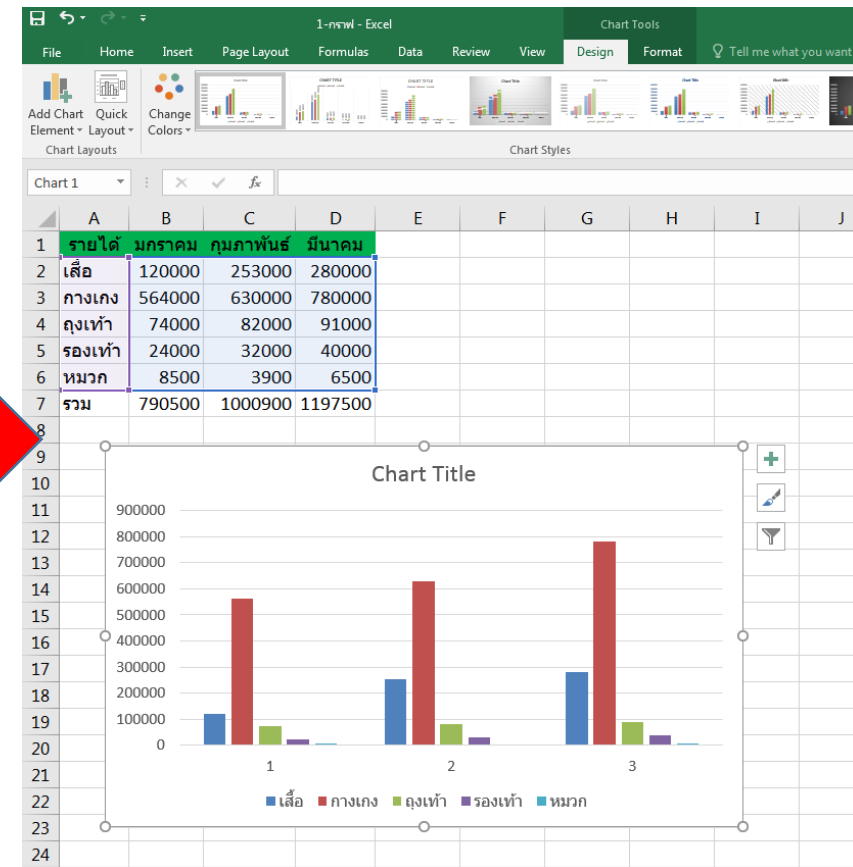 1-กราฟ - Excel
Chart Tools
File Home Insert Page Layout Formulas Data Review View Design Format Tell me what you want
Add Chart Element Quick Layout Change Colors
Chart Layouts Chart Styles
Chart 1 fx
A B C D E F G H I J
1 รายได้ มกราคม กุมภาพันธ์ มีนาคม
2 เสื้อ 120000 253000 280000
3 กางเกง 564000 630000 780000
4 ถุงเท้า 74000 82000 91000
5 รองเท้า 24000 32000 40000
6 หมวก 8500 3900 6500
7 รวม 790500 1000900 1197500
8
9
10
11
12
13
14
15
16
17
18
19
20
21
22
23
24
Chart Title
900000
800000
700000
600000
500000
400000
300000
200000
100000
0
1 2 3
เสื้อ กางเกง ถุงเท้า รองเท้า หมวก